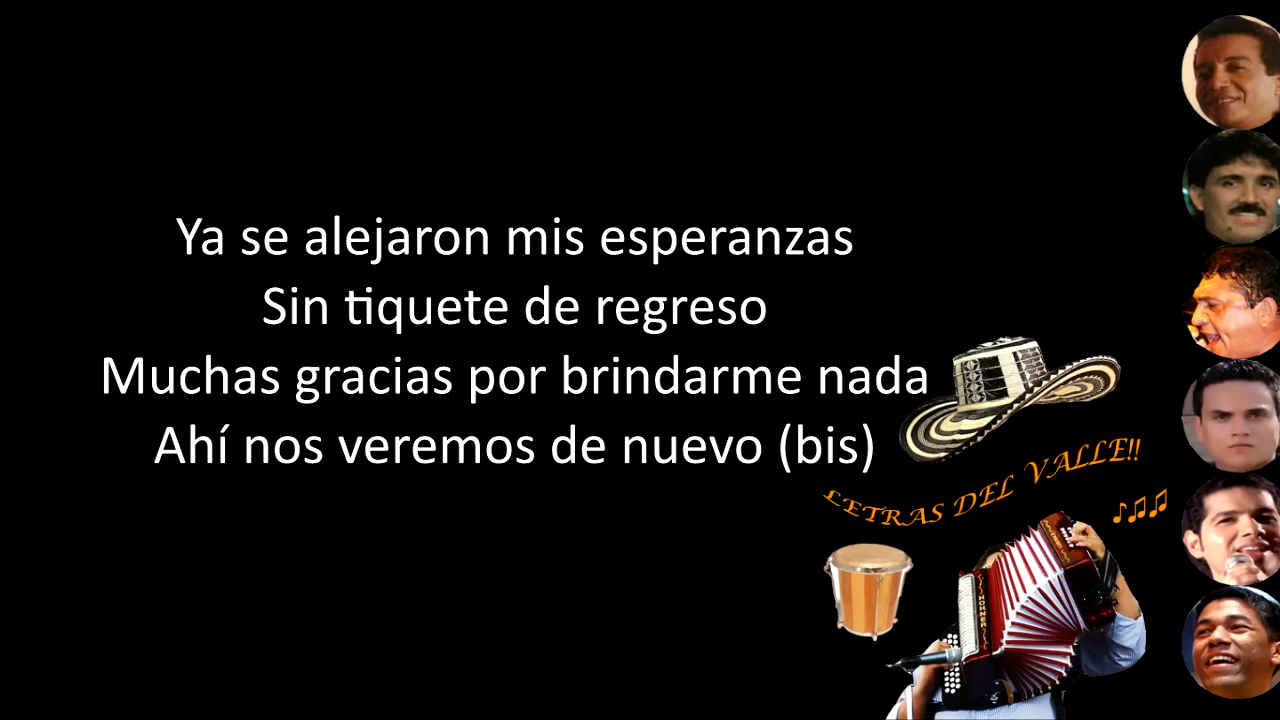 Ya se alejaron mis esperanzas
Sin tiquete de regreso
Muchas gracias por brindarme nada
Ahí nos veremos de nuevo (bis)
LETRAS DEL VALLE!!
HOHNER